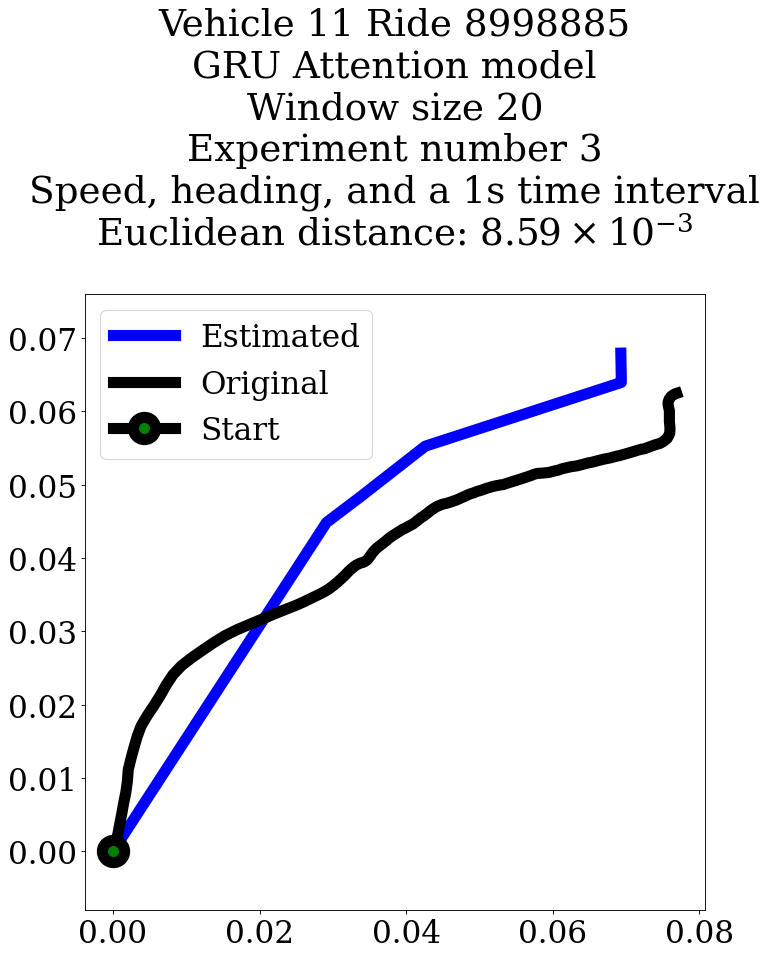 Vehicle 11 Ride 8998885
GRU Attention model
Window size 20
Experiment number 3
Speed, heading, and a 1s time interval
Euclidean distance: 8.59 × 10⁻³
Estimated
Original
Start
0.07
0.06
0.05
0.04
0.03
0.02
0.01
0.00
0.00 0.02 0.04 0.06 0.08